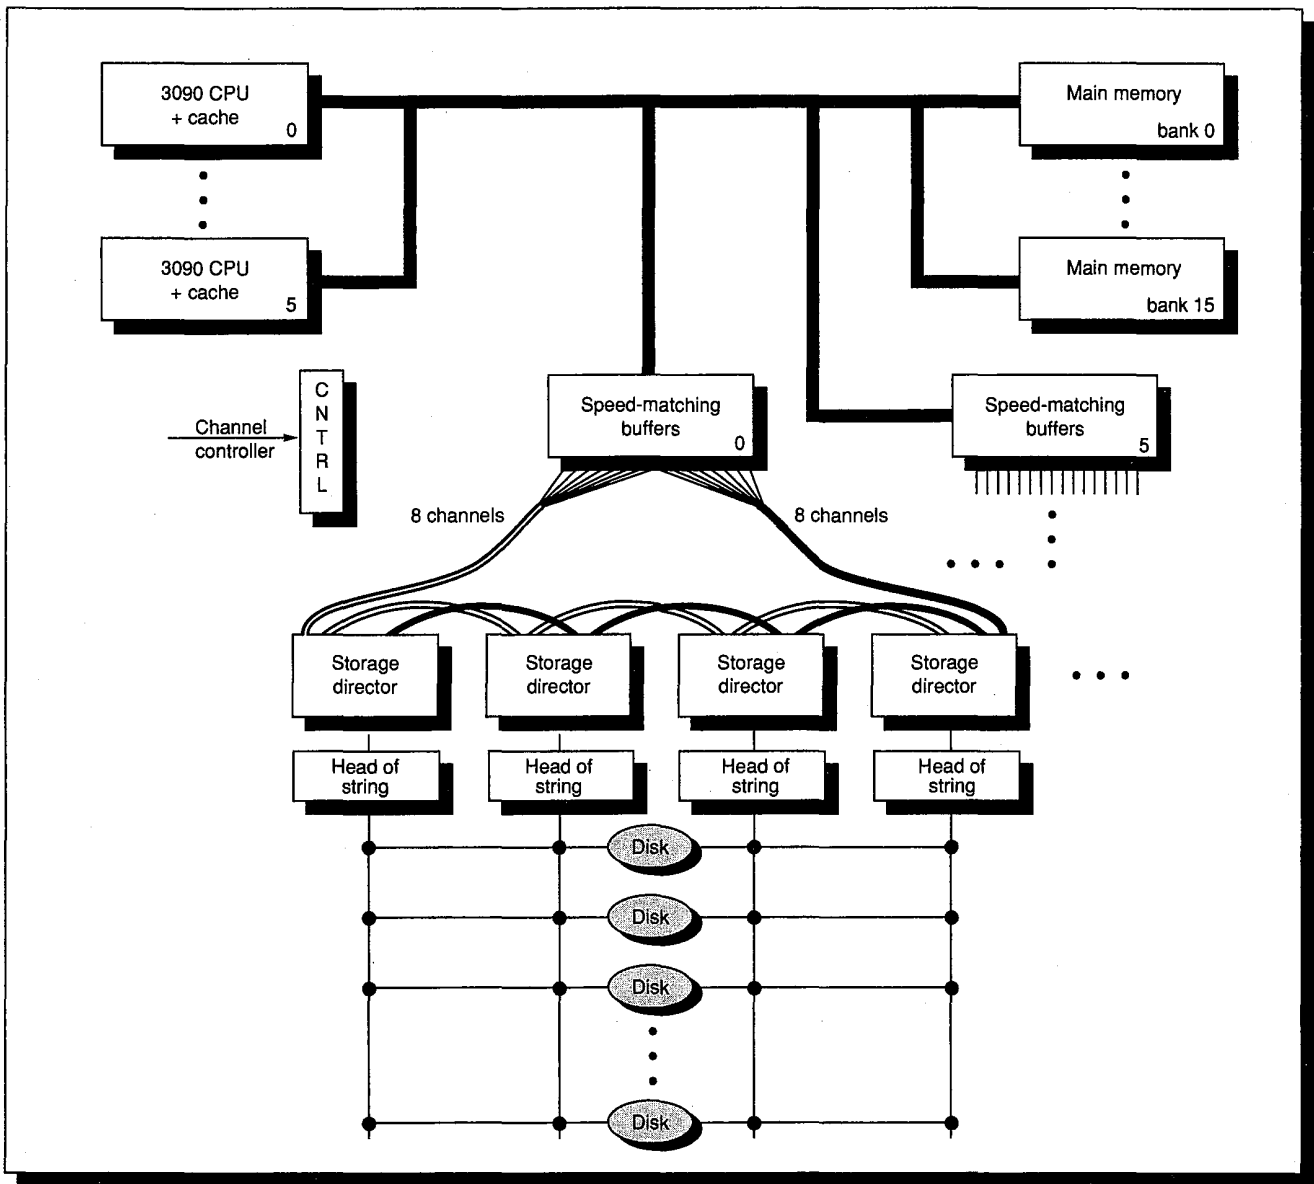 3090 CPU
+ cache
0
Main memory
bank 0
3090 CPU
+ cache
5
Main memory
bank 15
C
N
T
R
L
Channel
controller
Speed-matching
buffers
0
Speed-matching
buffers
5
8 channels
8 channels
Storage
director
Storage
director
Storage
director
Storage
director
Head of
string
Head of
string
Head of
string
Head of
string
Disk
Disk
Disk
Disk